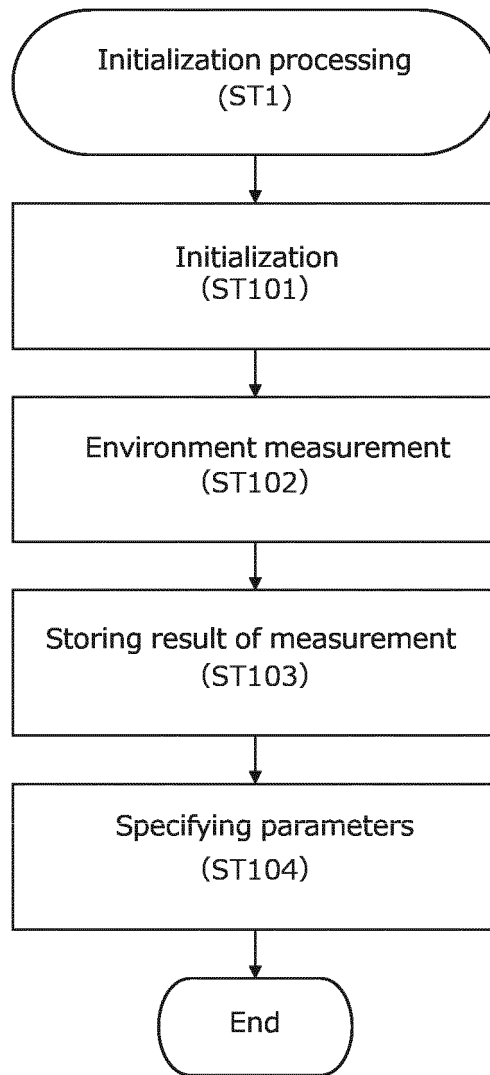 Initialization processing
(ST1)
Initialization
(ST101)
Environment measurement
(ST102)
Storing result of measurement
(ST103)
Specifying parameters
(ST104)
End